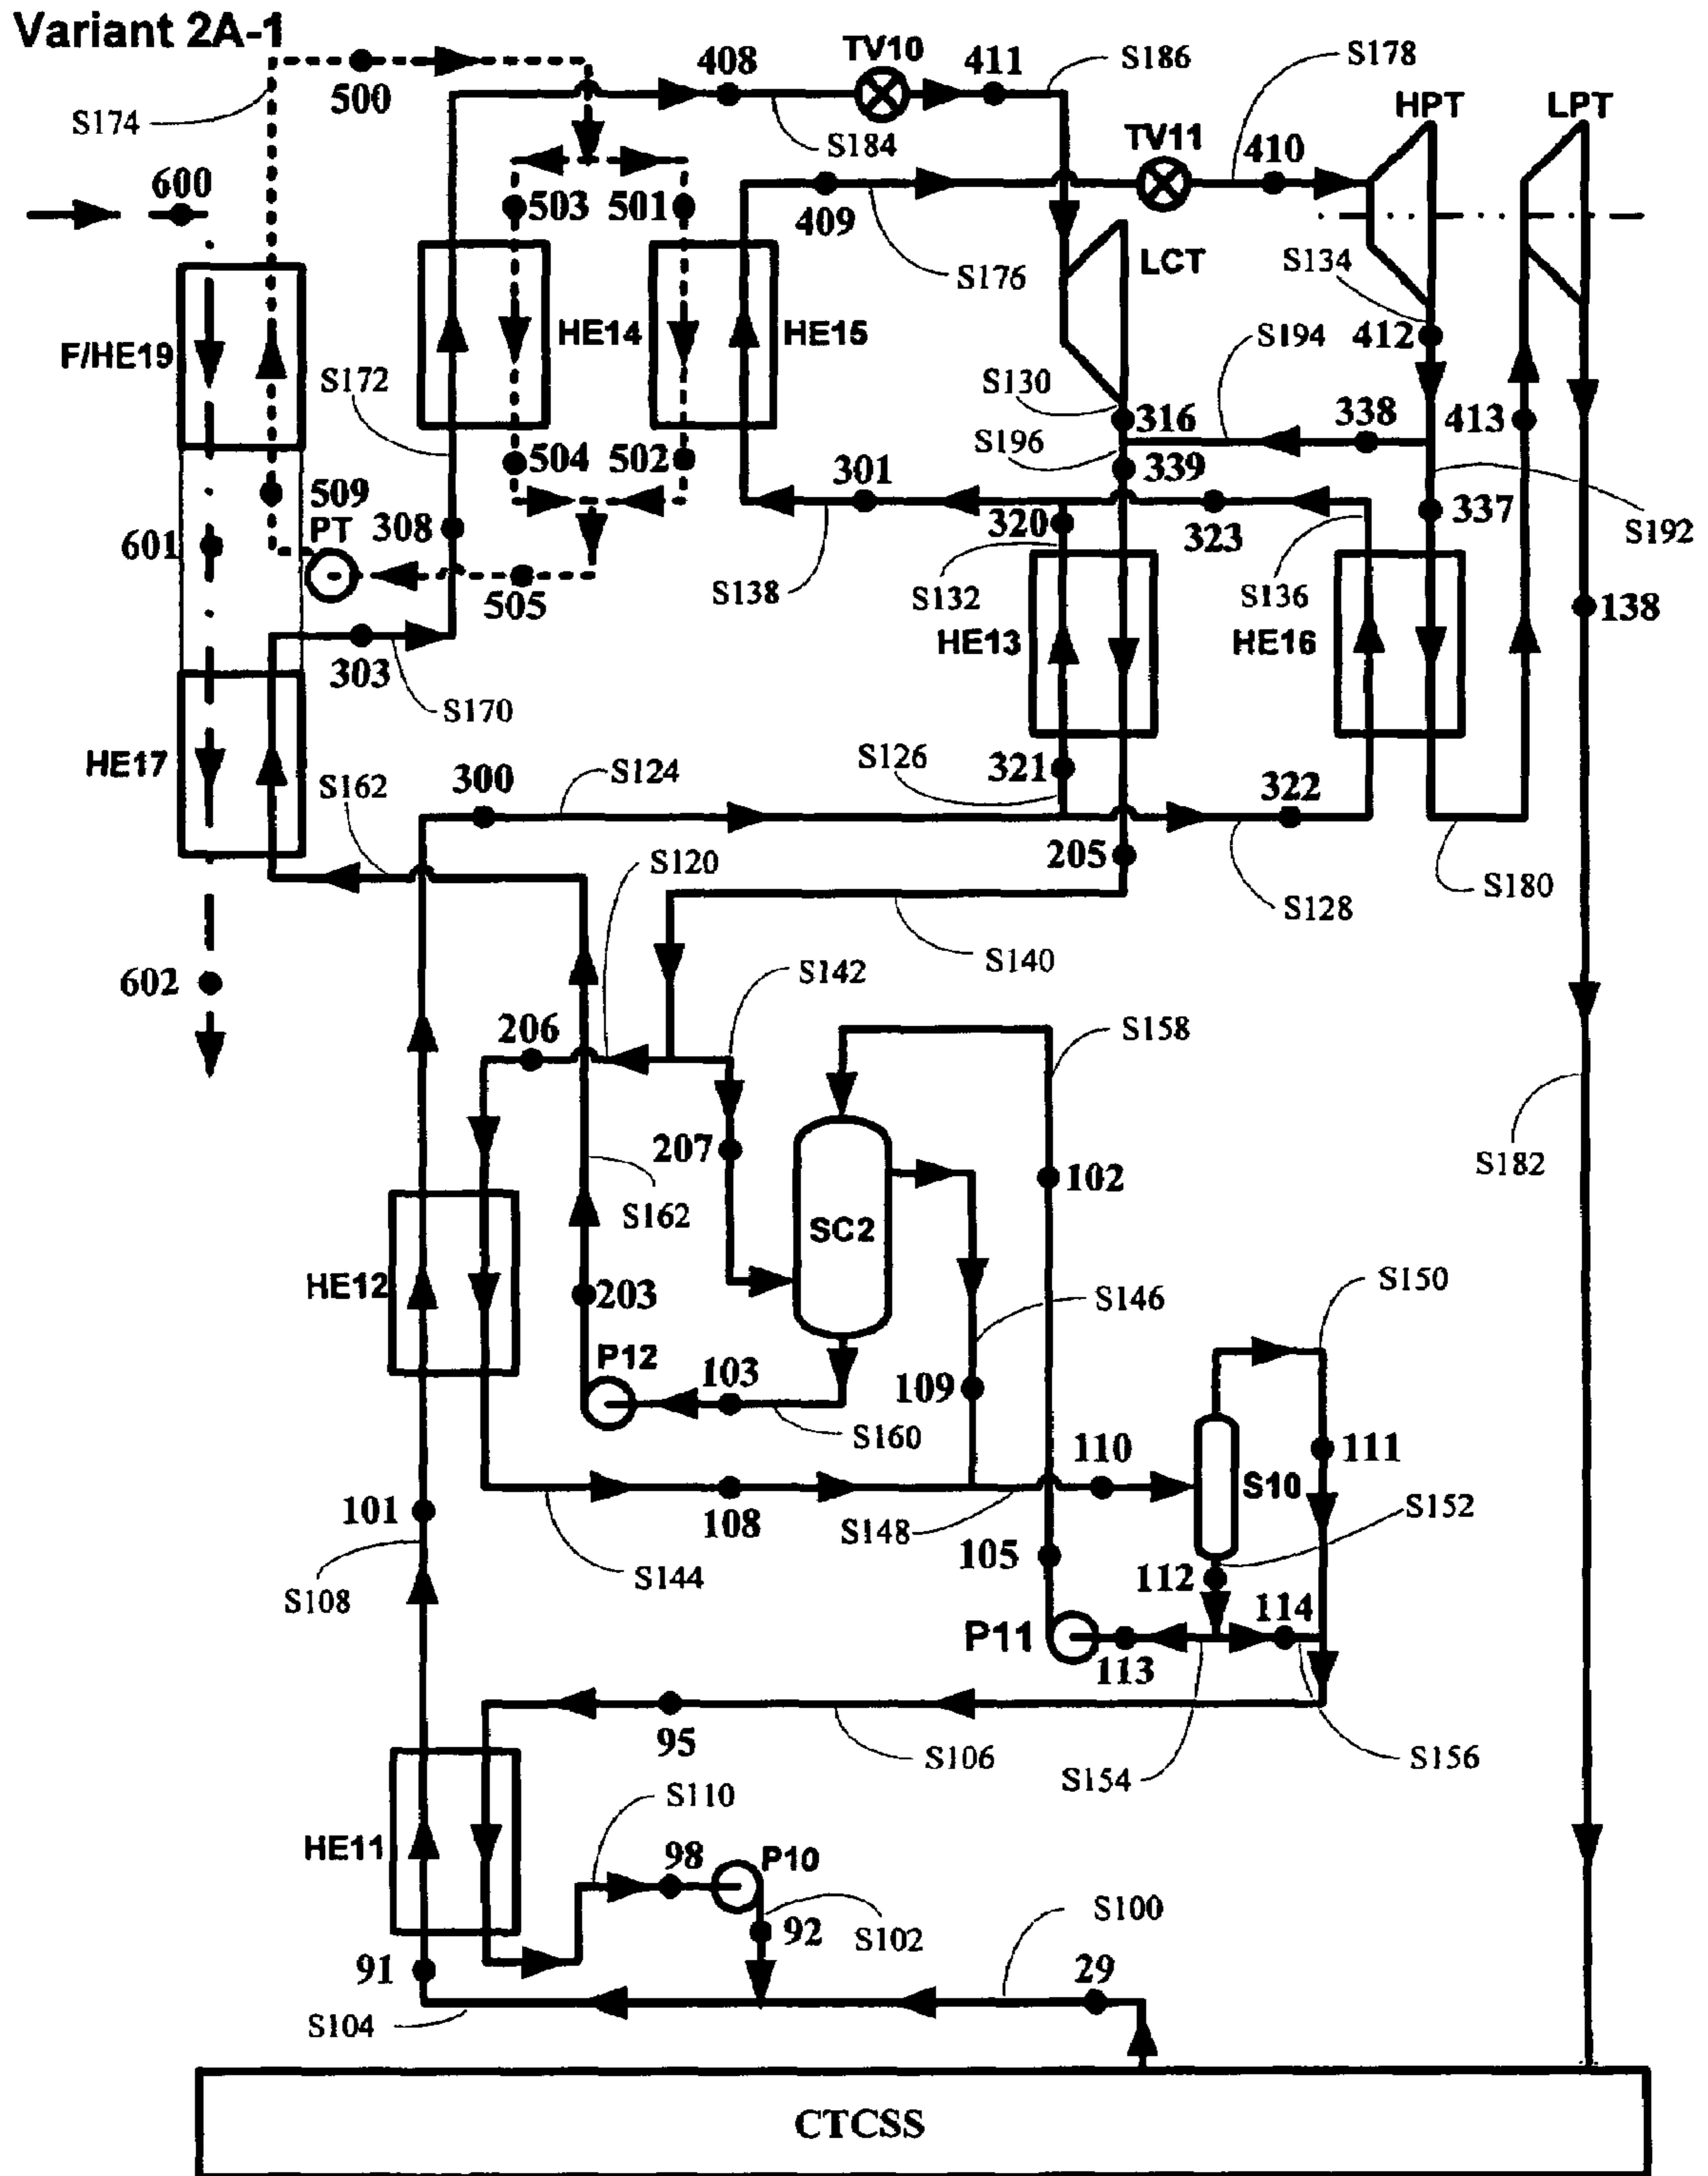 Variant 2A-1
TV10
408
411
S186
S178
500
HPT
LPT
S174
S184
TV11
410
600
503
501
409
S176
LCT
S134
HE14
HE15
412
F/HE19
S172
S194
S130
316
338
413
S196
504
502
301
339
509
337
PT
308
320
323
S192
601
505
S138
S132
S136
138
HE13
HE16
303
S170
HE17
S162
300
S124
S126
321
322
S120
205
S180
S128
602
S140
S142
206
S158
207
102
S182
S162
SC2
HE12
203
S150
S146
P12
103
109
S160
110
111
S10
101
108
S148
105
S152
S108
S144
112
114
P11
113
95
S106
S154
S156
S110
HE11
98
P10
S100
92
S102
91
29
S104
CTCSS